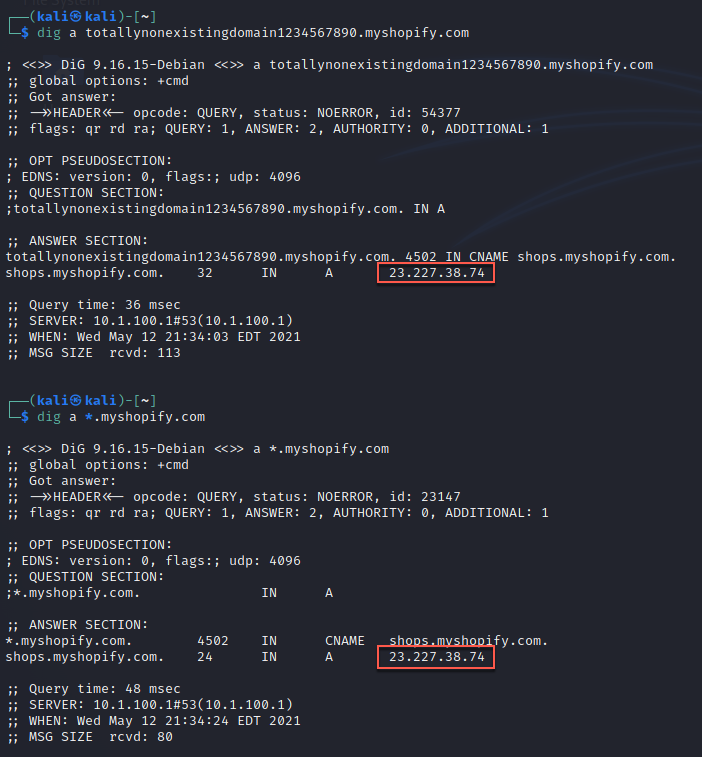 File System
┌──(kali㉿kali)-[~]
└─$ dig a totallynonexistingdomain1234567890.myshopify.com
; <<>> DiG 9.16.15-Debian <<>> a totallynonexistingdomain1234567890.myshopify.com
;; global options: +cmd
;; Got answer:
;; ->>HEADER<<- opcode: QUERY, status: NOERROR, id: 54377
;; flags: qr rd ra; QUERY: 1, ANSWER: 2, AUTHORITY: 0, ADDITIONAL: 1
;; OPT PSEUDOSECTION:
; EDNS: version: 0, flags:; udp: 4096
;; QUESTION SECTION:
;totallynonexistingdomain1234567890.myshopify.com. IN A
;; ANSWER SECTION:
totallynonexistingdomain1234567890.myshopify.com. 4502 IN CNAME shops.myshopify.com.
shops.myshopify.com. 32 IN A 23.227.38.74
;; Query time: 36 msec
;; SERVER: 10.1.100.1#53(10.1.100.1)
;; WHEN: Wed May 12 21:34:03 EDT 2021
;; MSG SIZE rcvd: 113
┌──(kali㉿kali)-[~]
└─$ dig a *.myshopify.com
; <<>> DiG 9.16.15-Debian <<>> a *.myshopify.com
;; global options: +cmd
;; Got answer:
;; ->>HEADER<<- opcode: QUERY, status: NOERROR, id: 23147
;; flags: qr rd ra; QUERY: 1, ANSWER: 2, AUTHORITY: 0, ADDITIONAL: 1
;; OPT PSEUDOSECTION:
; EDNS: version: 0, flags:; udp: 4096
;; QUESTION SECTION:
;*.myshopify.com. IN A
;; ANSWER SECTION:
*.myshopify.com. 4502 IN CNAME shops.myshopify.com.
shops.myshopify.com. 24 IN A 23.227.38.74
;; Query time: 48 msec
;; SERVER: 10.1.100.1#53(10.1.100.1)
;; WHEN: Wed May 12 21:34:24 EDT 2021
;; MSG SIZE rcvd: 80